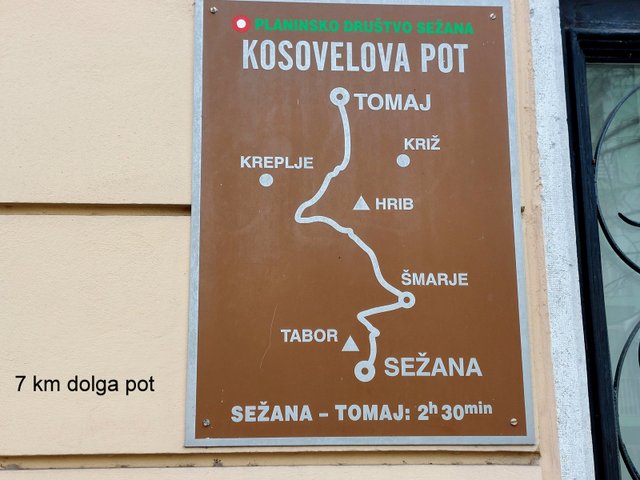 PLANINSKO DRUŠTVO SEŽANA
KOSOVELOVA POT
TOMAJ
KRIŽ
KREPLJE
HRIB
ŠMARJE
TABOR
SEŽANA
7 km dolga pot
SEŽANA – TOMAJ: 2h 30min